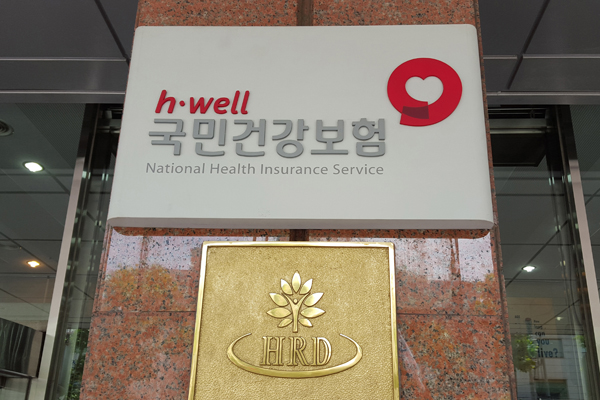 h·well
국민건강보험
National Health Insurance Service
HRD